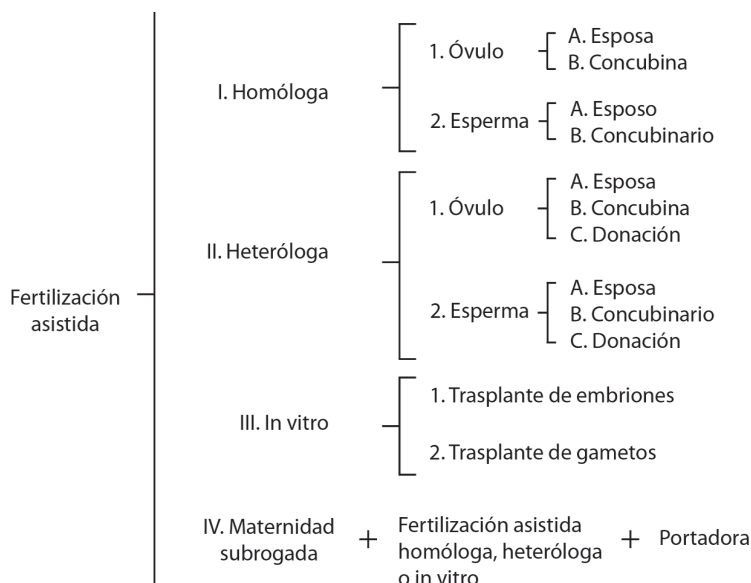 Fertilización
asistida
I. Homóloga
1. Óvulo
A. Esposa
B. Concubina
2. Esperma
A. Esposo
B. Concubinario
II. Heteróloga
1. Óvulo
A. Esposa
B. Concubina
C. Donación
2. Esperma
A. Esposa
B. Concubinario
C. Donación
III. In vitro
1. Trasplante de embriones
2. Trasplante de gametos
IV. Maternidad
subrogada
+
Fertilización asistida
homóloga, heteróloga
o in vitro
+
Portadora